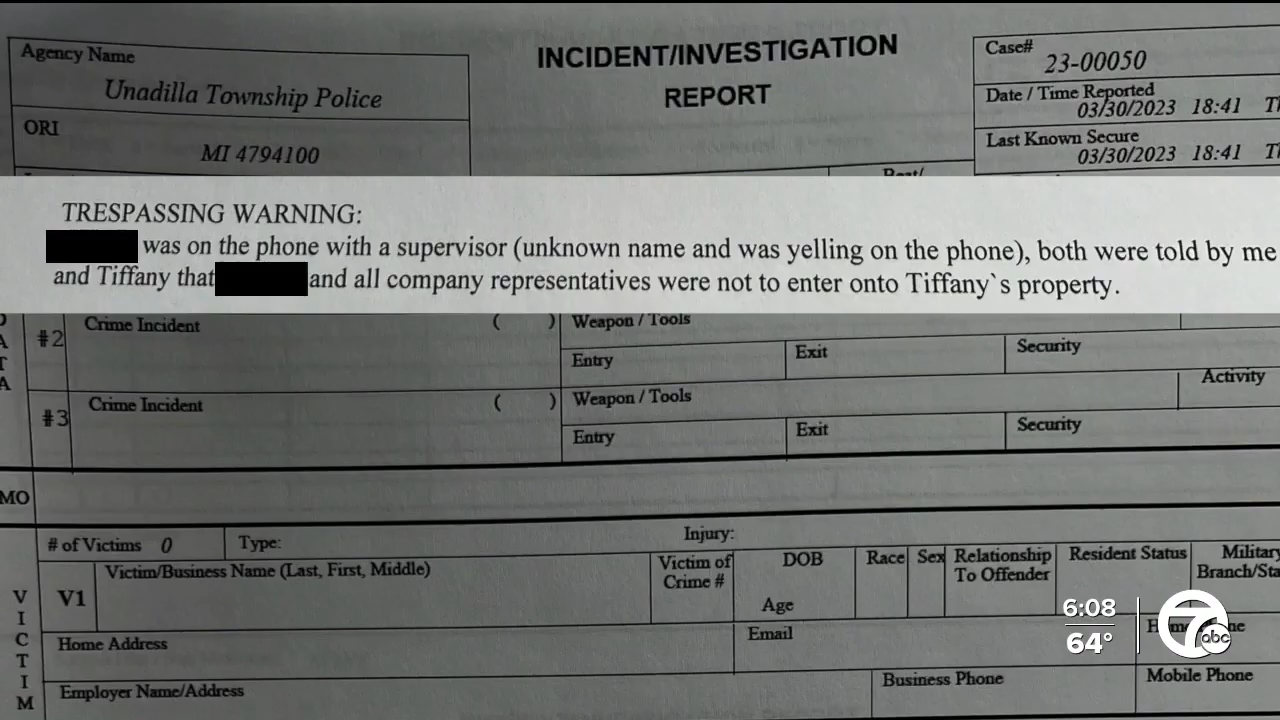 Agency Name
Unadilla Township Police
ORI
MI 4794100
INCIDENT/INVESTIGATION
REPORT
Case#
23-00050
Date / Time Reported
03/30/2023 18:41
Last Known Secure
03/30/2023 18:41
TRESPASSING WARNING:
was on the phone with a supervisor (unknown name and was yelling on the phone), both were told by me
and Tiffany that and all company representatives were not to enter onto Tiffany`s property.
#2
Crime Incident ( )
Weapon / Tools
Entry
Exit
Security
Activity
#3
Crime Incident ( )
Weapon / Tools
Entry
Exit
Security
MO
# of Victims 0
Type:
Injury:
VICTIM
V1
Victim/Business Name (Last, First, Middle)
Victim of
Crime #
DOB
Age
Race
Sex
Relationship
To Offender
Resident Status
Military
Home Address
Email
Employer Name/Address
Business Phone
Mobile Phone
6:08
64°
7
abc